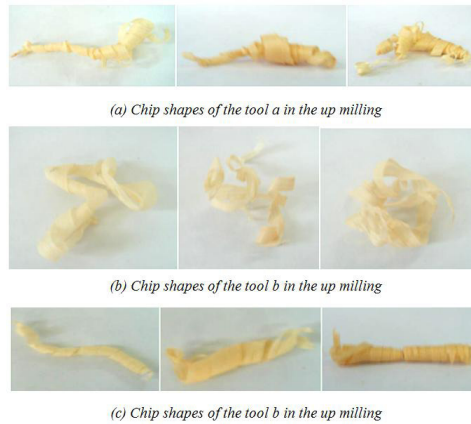 (a) Chip shapes of the tool a in the up milling
(b) Chip shapes of the tool b in the up milling
(c) Chip shapes of the tool b in the up milling